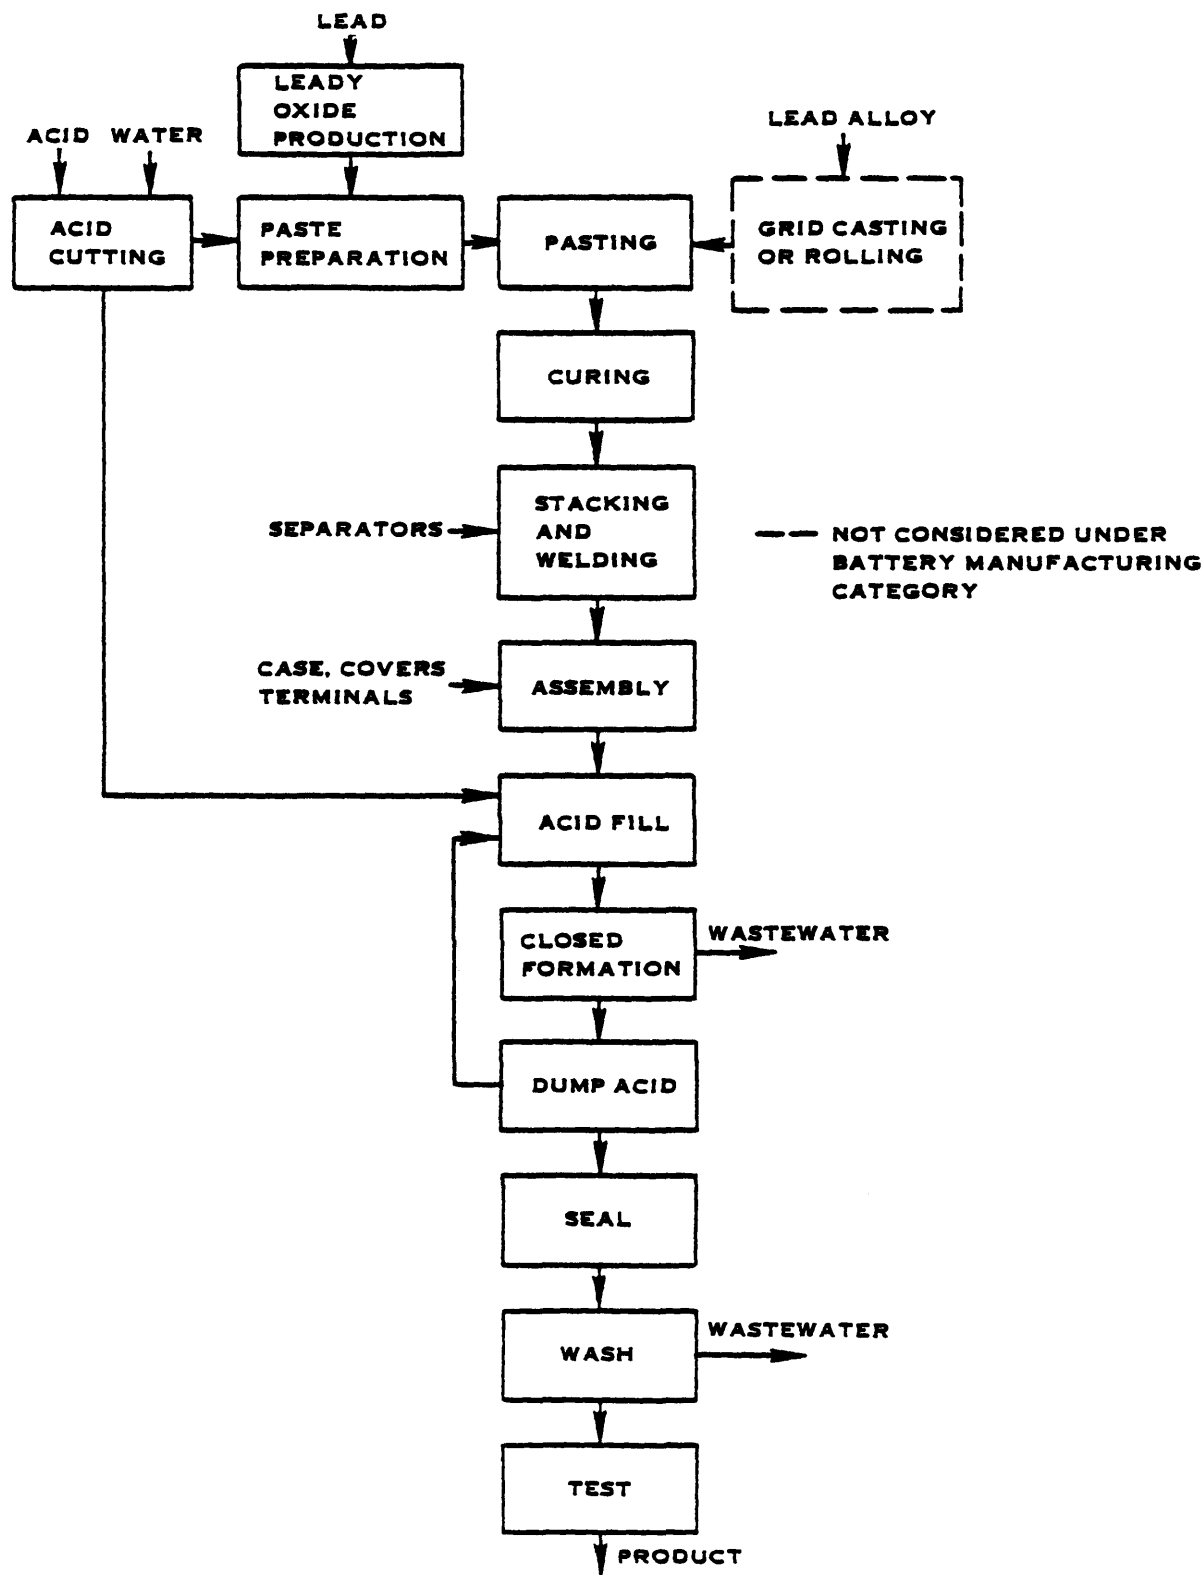 LEAD
LEADY
OXIDE
PRODUCTION
ACID WATER
LEAD ALLOY
ACID
CUTTING
PASTE
PREPARATION
PASTING
GRID CASTING
OR ROLLING
CURING
SEPARATORS
STACKING
AND
WELDING
NOT CONSIDERED UNDER
BATTERY MANUFACTURING
CATEGORY
CASE, COVERS
TERMINALS
ASSEMBLY
ACID FILL
CLOSED
FORMATION
WASTEWATER
DUMP ACID
SEAL
WASH
WASTEWATER
TEST
PRODUCT